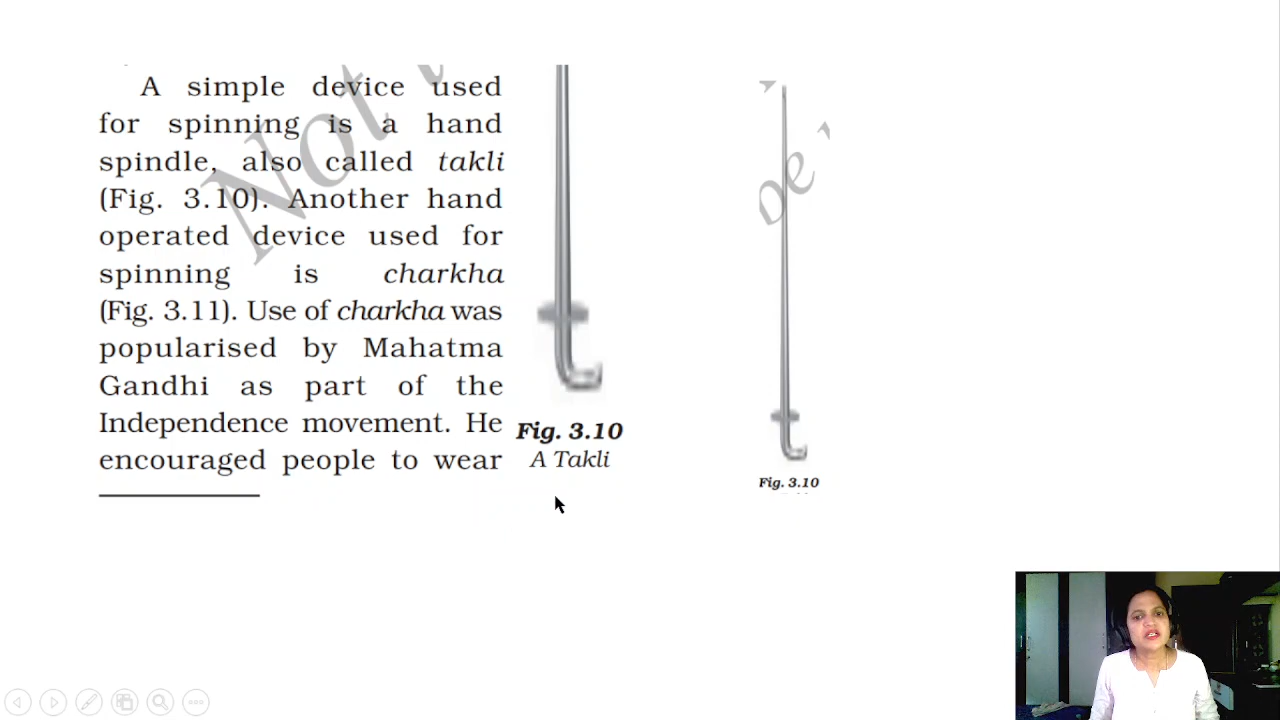 A simple device used
for spinning is a hand
spindle, also called takli
(Fig. 3.10). Another hand
operated device used for
spinning is charkha
(Fig. 3.11). Use of charkha was
popularised by Mahatma
Gandhi as part of the
Independence movement. He
encouraged people to wear
Fig. 3.10
A Takli
Fig. 3.10
Not
be